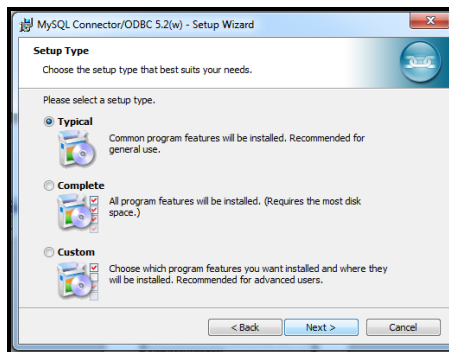 MySQL Connector/ODBC 5.2(w) - Setup Wizard
Setup Type
Choose the setup type that best suits your needs.
Please select a setup type.
Typical
Common program features will be installed. Recommended for
general use.
Complete
All program features will be installed. (Requires the most disk
space.)
Custom
Choose which program features you want installed and where they
will be installed. Recommended for advanced users.
< Back Next > Cancel